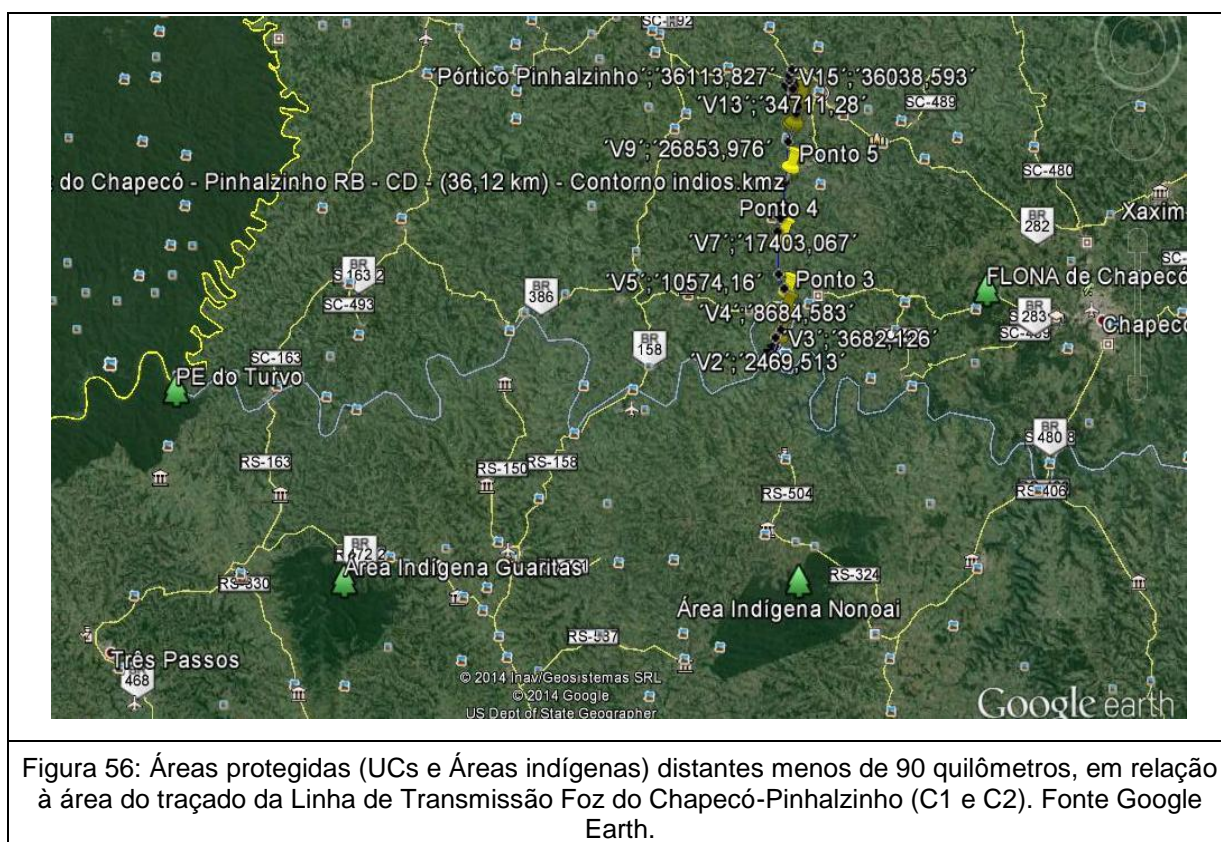 SC-492
´Pórtico Pinhalzinho´;´36113,827´
´V15´;´36038,593´
´V13´;´34711,28´
SC-489
´V9´;´26853,976´
Ponto 5
SC-480
do Chapecó - Pinhalzinho RB - CD - (36,12 km) - Contorno indios.kmz
Ponto 4
BR
282
Xaxim
´V7´;´17403,067´
BR
163
´V5´;´10574,16´
Ponto 3
FLONA de Chapecó
SC-493
BR
386
´V4´;´8684,583´
BR
283
Chapecó
BR
158
´V3´;´3682,126´
SC-163
´V2´;´2469,513´
PE do Turvo
BR
480
RS-163
RS-150
RS-158
RS-504
RS-406
BR
Área Indígena Guaritas
RS-330
RS-324
Área Indígena Nonoai
RS-587
Três Passos
468
© 2014 Inav/Geosistemas SRL
© 2014 Google
US Dept of State Geographer
Google earth
Figura 56: Áreas protegidas (UCs e Áreas indígenas) distantes menos de 90 quilômetros, em relação
à área do traçado da Linha de Transmissão Foz do Chapecó-Pinhalzinho (C1 e C2). Fonte Google
Earth.